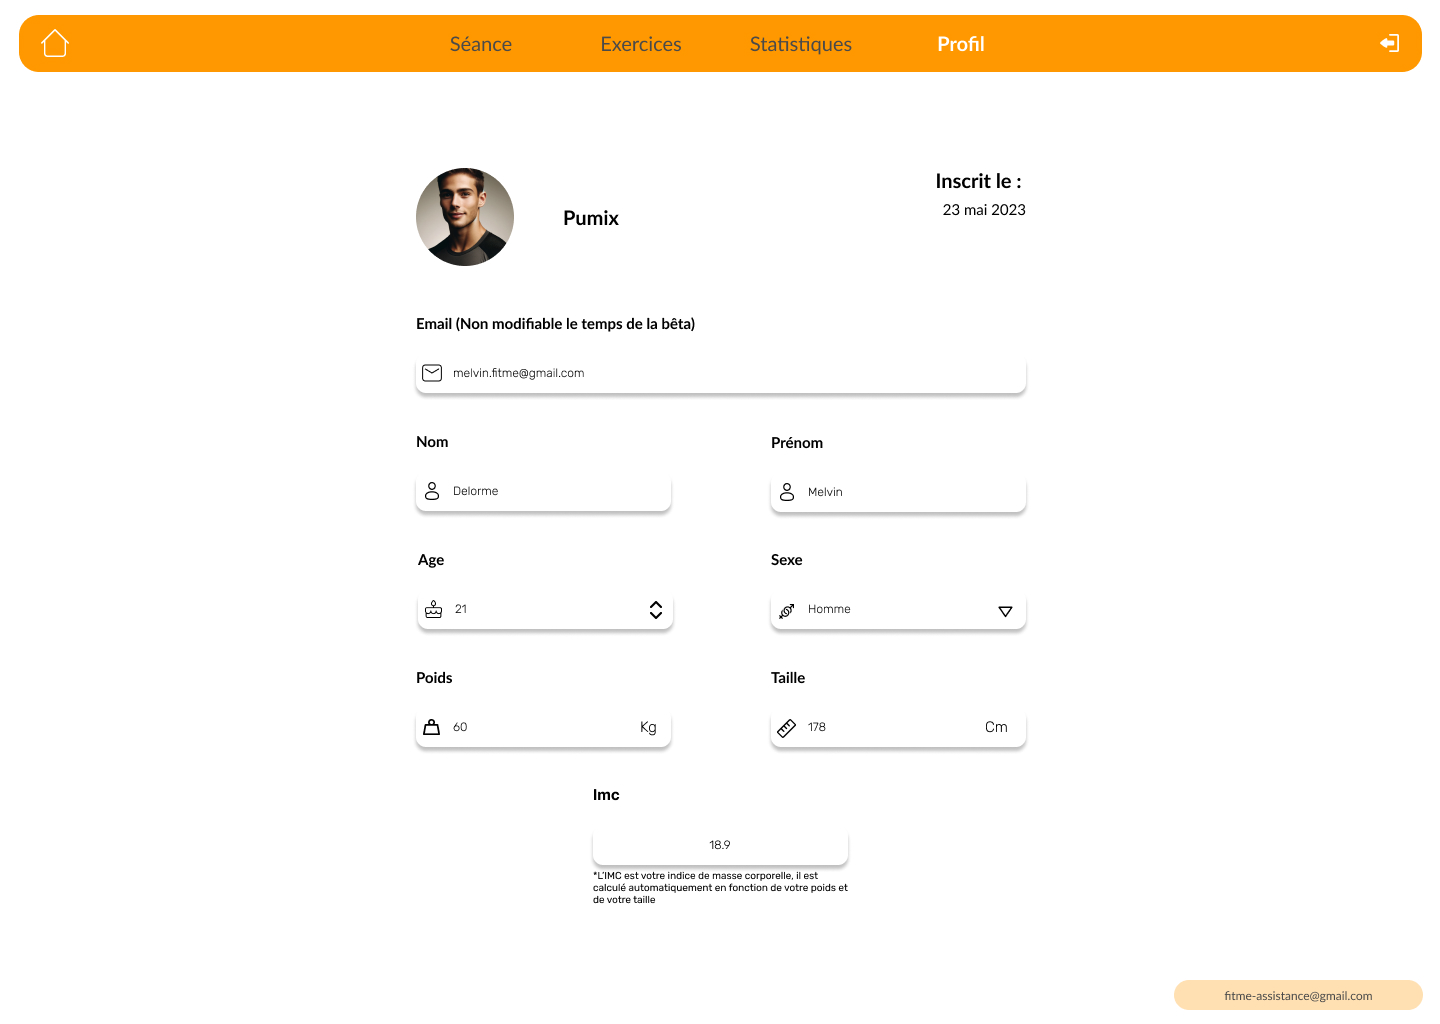 Séance
Exercices
Statistiques
Profil
Inscrit le :
23 mai 2023
Pumix
Email (Non modifiable le temps de la bêta)
melvin.fitme@gmail.com
Nom
Prénom
Delorme
Melvin
Age
Sexe
21
Homme
Poids
Taille
60 Kg
178 Cm
Imc
18.9
*L'IMC est votre indice de masse corporelle, il est
calculé automatiquement en fonction de votre poids et
de votre taille
fitme-assistance@gmail.com